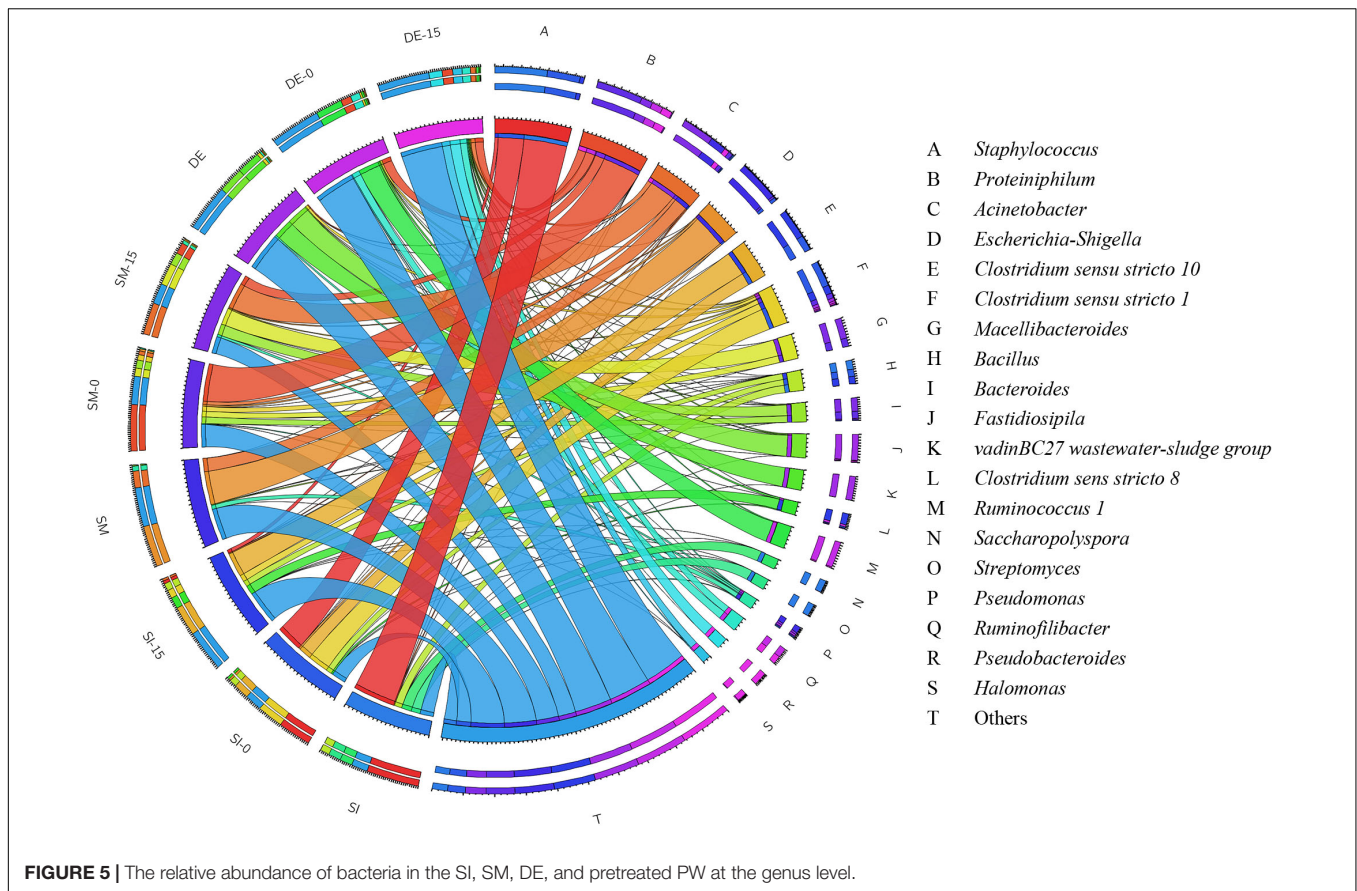 DE-15
A
B
C
D
E
F
G
H
I
J
K
L
M
N
O
P
Q
R
S
T
SI
SI-0
SI-15
SM
SM-0
SM-15
DE
DE-0
A Staphylococcus
B Proteiniphilum
C Acinetobacter
D Escherichia-Shigella
E Clostridium sensu stricto 10
F Clostridium sensu stricto 1
G Macellibacteroides
H Bacillus
I Bacteroides
J Fastidiosipila
K vadinBC27 wastewater-sludge group
L Clostridium sens stricto 8
M Ruminococcus 1
N Saccharopolyspora
O Streptomyces
P Pseudomonas
Q Ruminofilibacter
R Pseudobacteroides
S Halomonas
T Others
FIGURE 5 | The relative abundance of bacteria in the SI, SM, DE, and pretreated PW at the genus level.